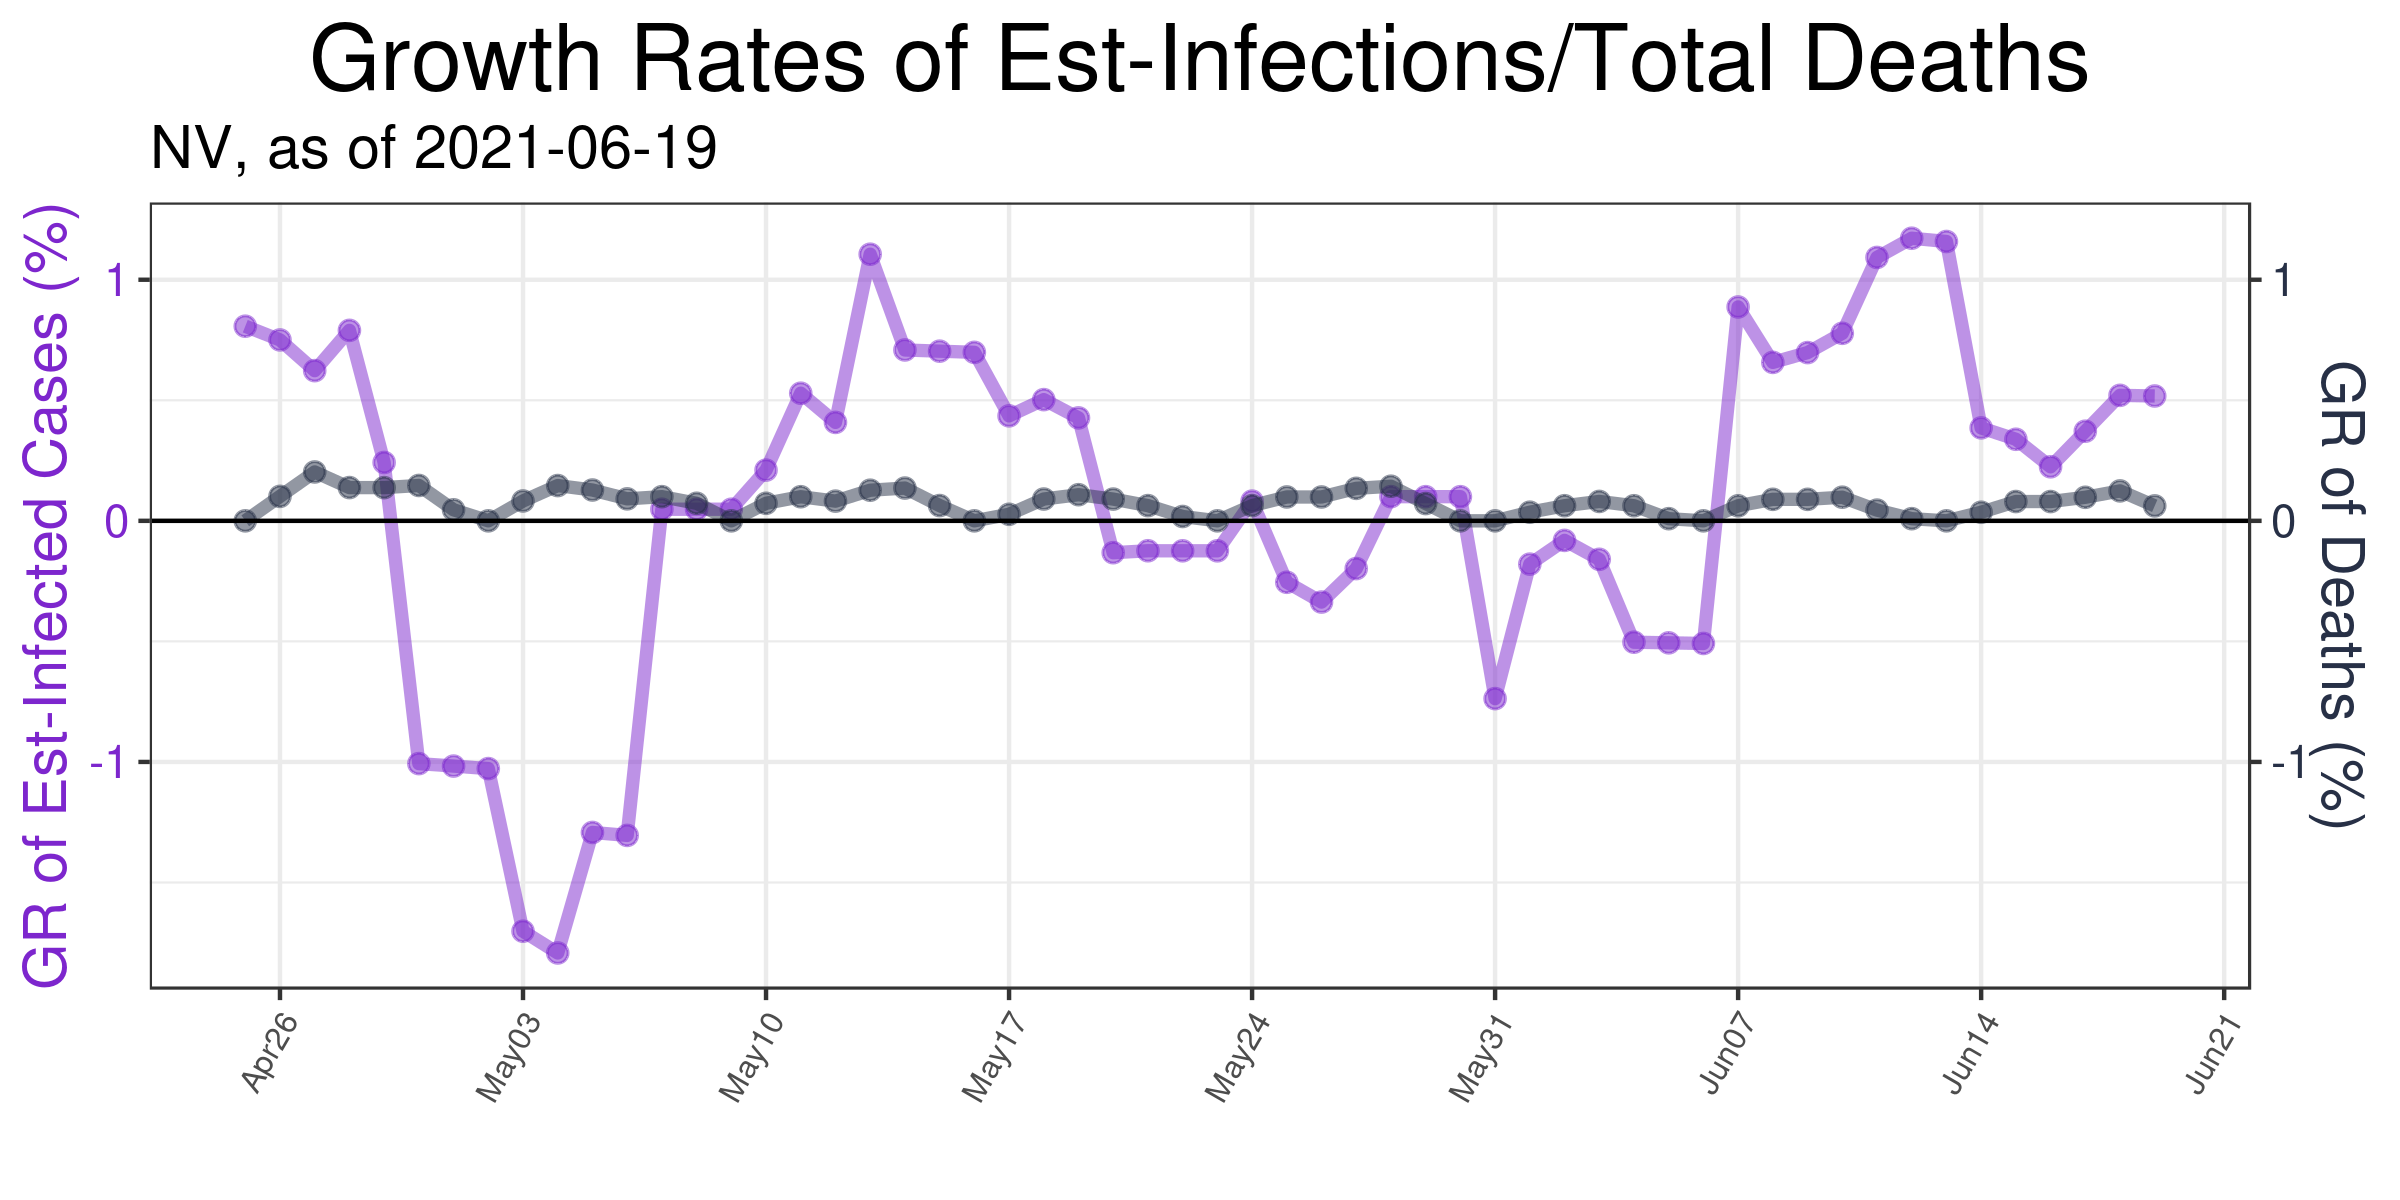 Growth Rates of Est-Infections/Total Deaths
NV, as of 2021-06-19
GR of Est-Infected Cases (%)
1
0
-1
1
0
-1
GR of Deaths (%)
Apr26
May03
May10
May17
May24
May31
Jun07
Jun14
Jun21